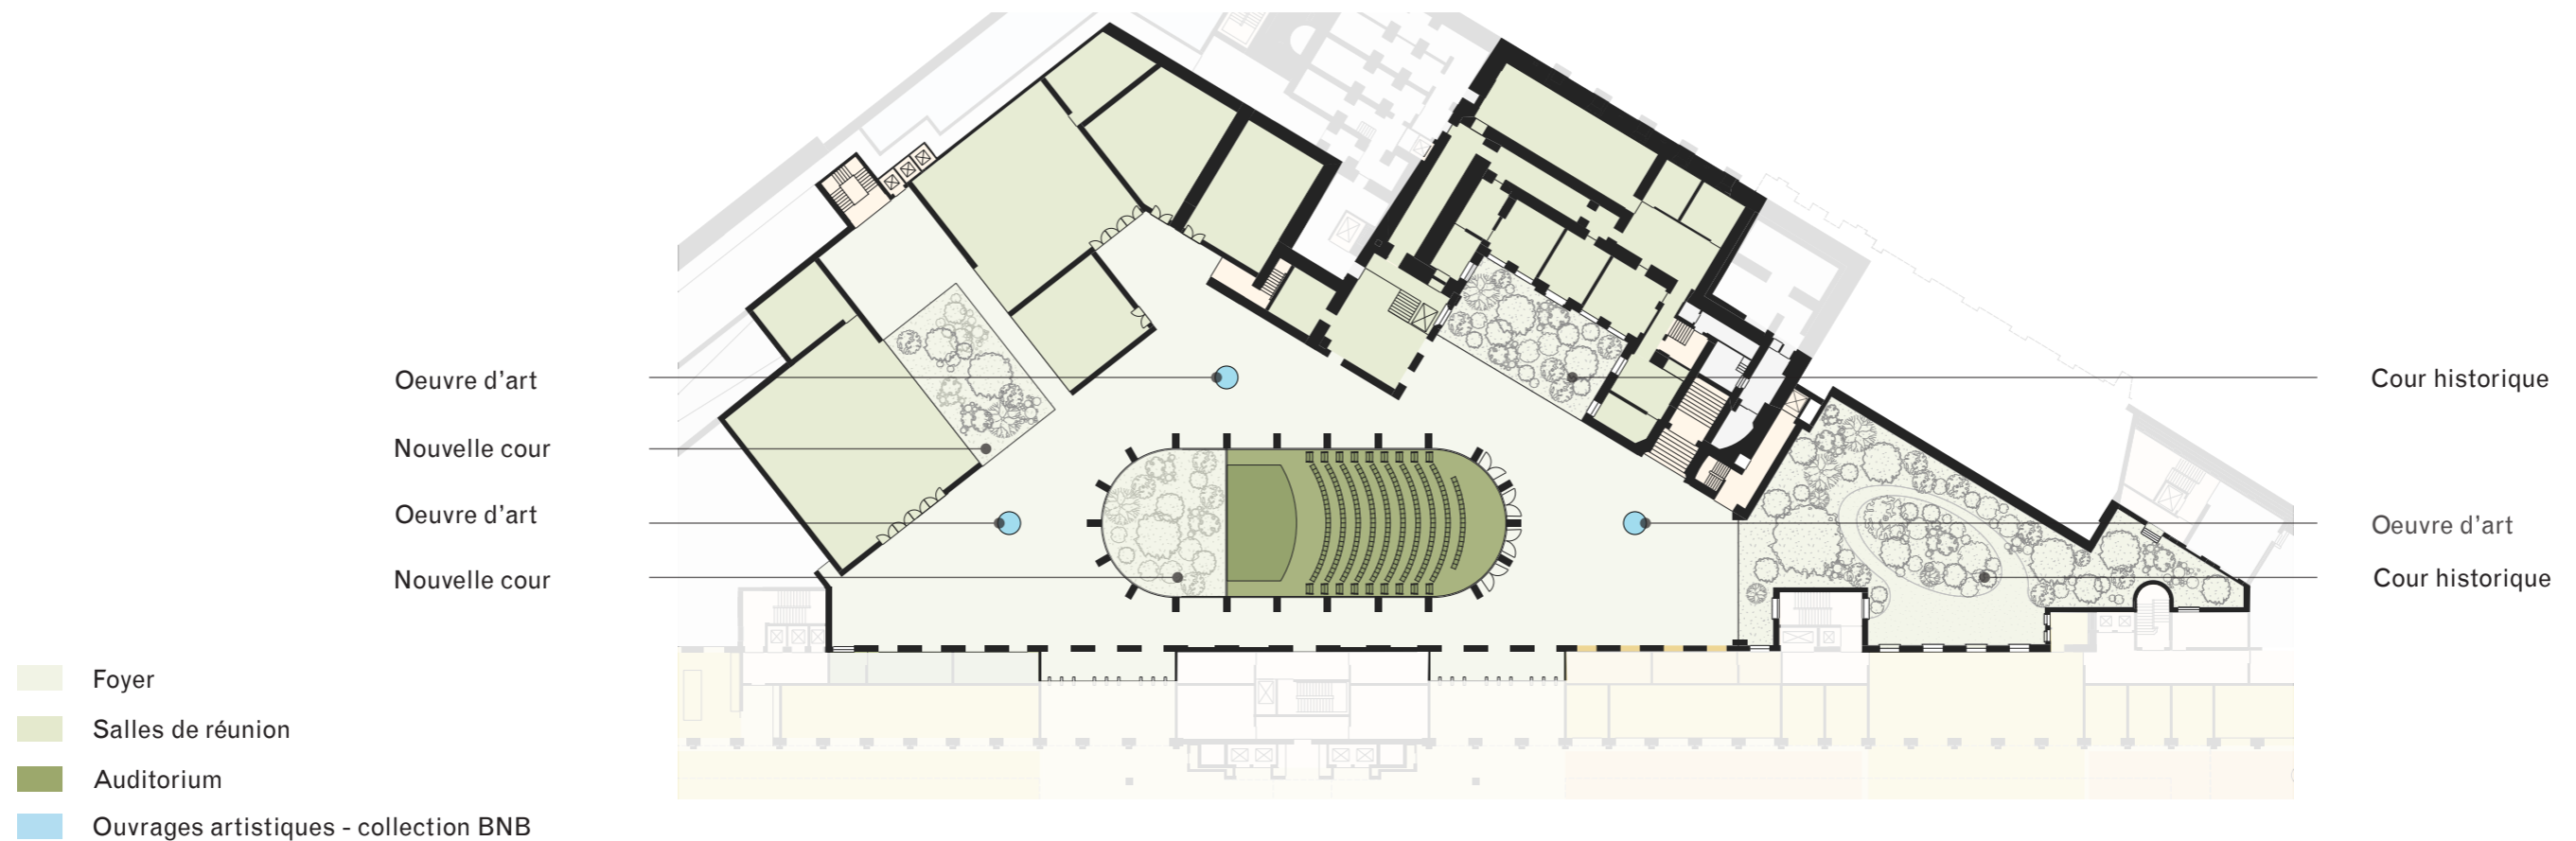 Oeuvre d'art
Nouvelle cour
Oeuvre d'art
Nouvelle cour
Cour historique
Oeuvre d'art
Cour historique
Foyer
Salles de réunion
Auditorium
Ouvrages artistiques - collection BNB